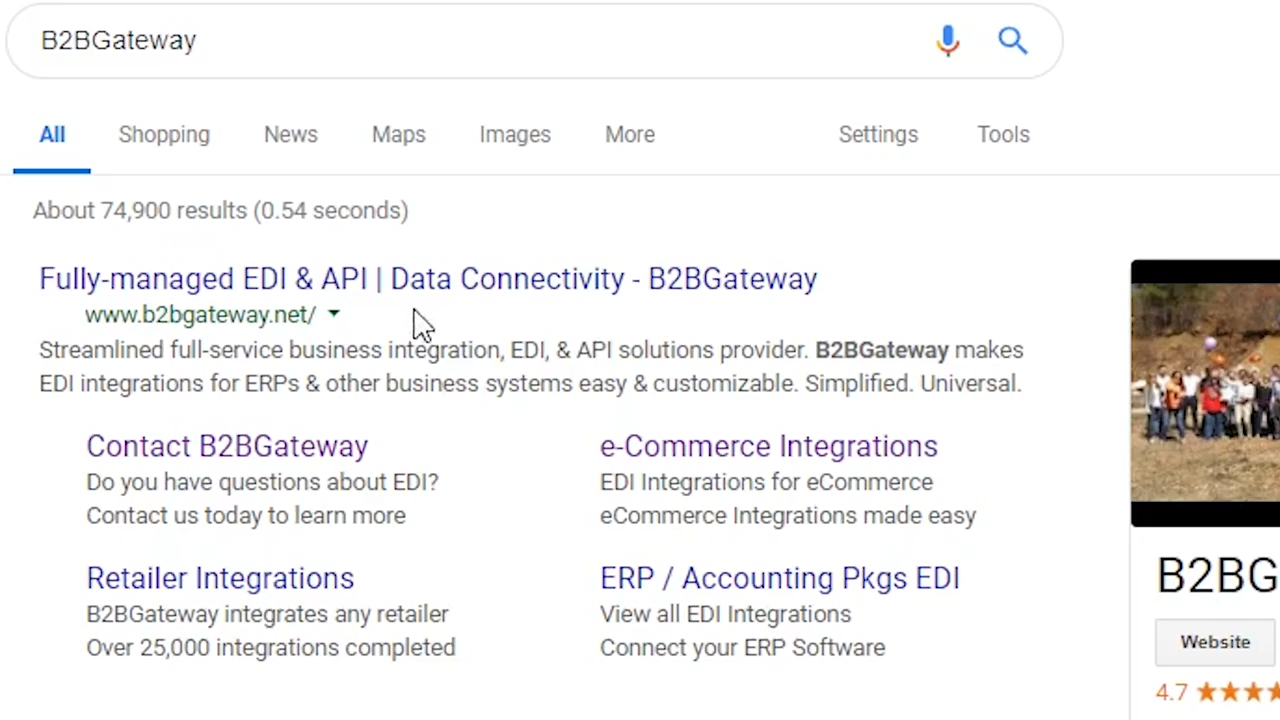 B2BGateway
All Shopping News Maps Images More Settings Tools
About 74,900 results (0.54 seconds)
Fully-managed EDI & API | Data Connectivity - B2BGateway
www.b2bgateway.net/
Streamlined full-service business integration, EDI, & API solutions provider. B2BGateway makes
EDI integrations for ERPs & other business systems easy & customizable. Simplified. Universal.
Contact B2BGateway
Do you have questions about EDI?
Contact us today to learn more
e-Commerce Integrations
EDI Integrations for eCommerce
eCommerce Integrations made easy
Retailer Integrations
B2BGateway integrates any retailer
Over 25,000 integrations completed
ERP / Accounting Pkgs EDI
View all EDI Integrations
Connect your ERP Software
B2BG
Website
4.7